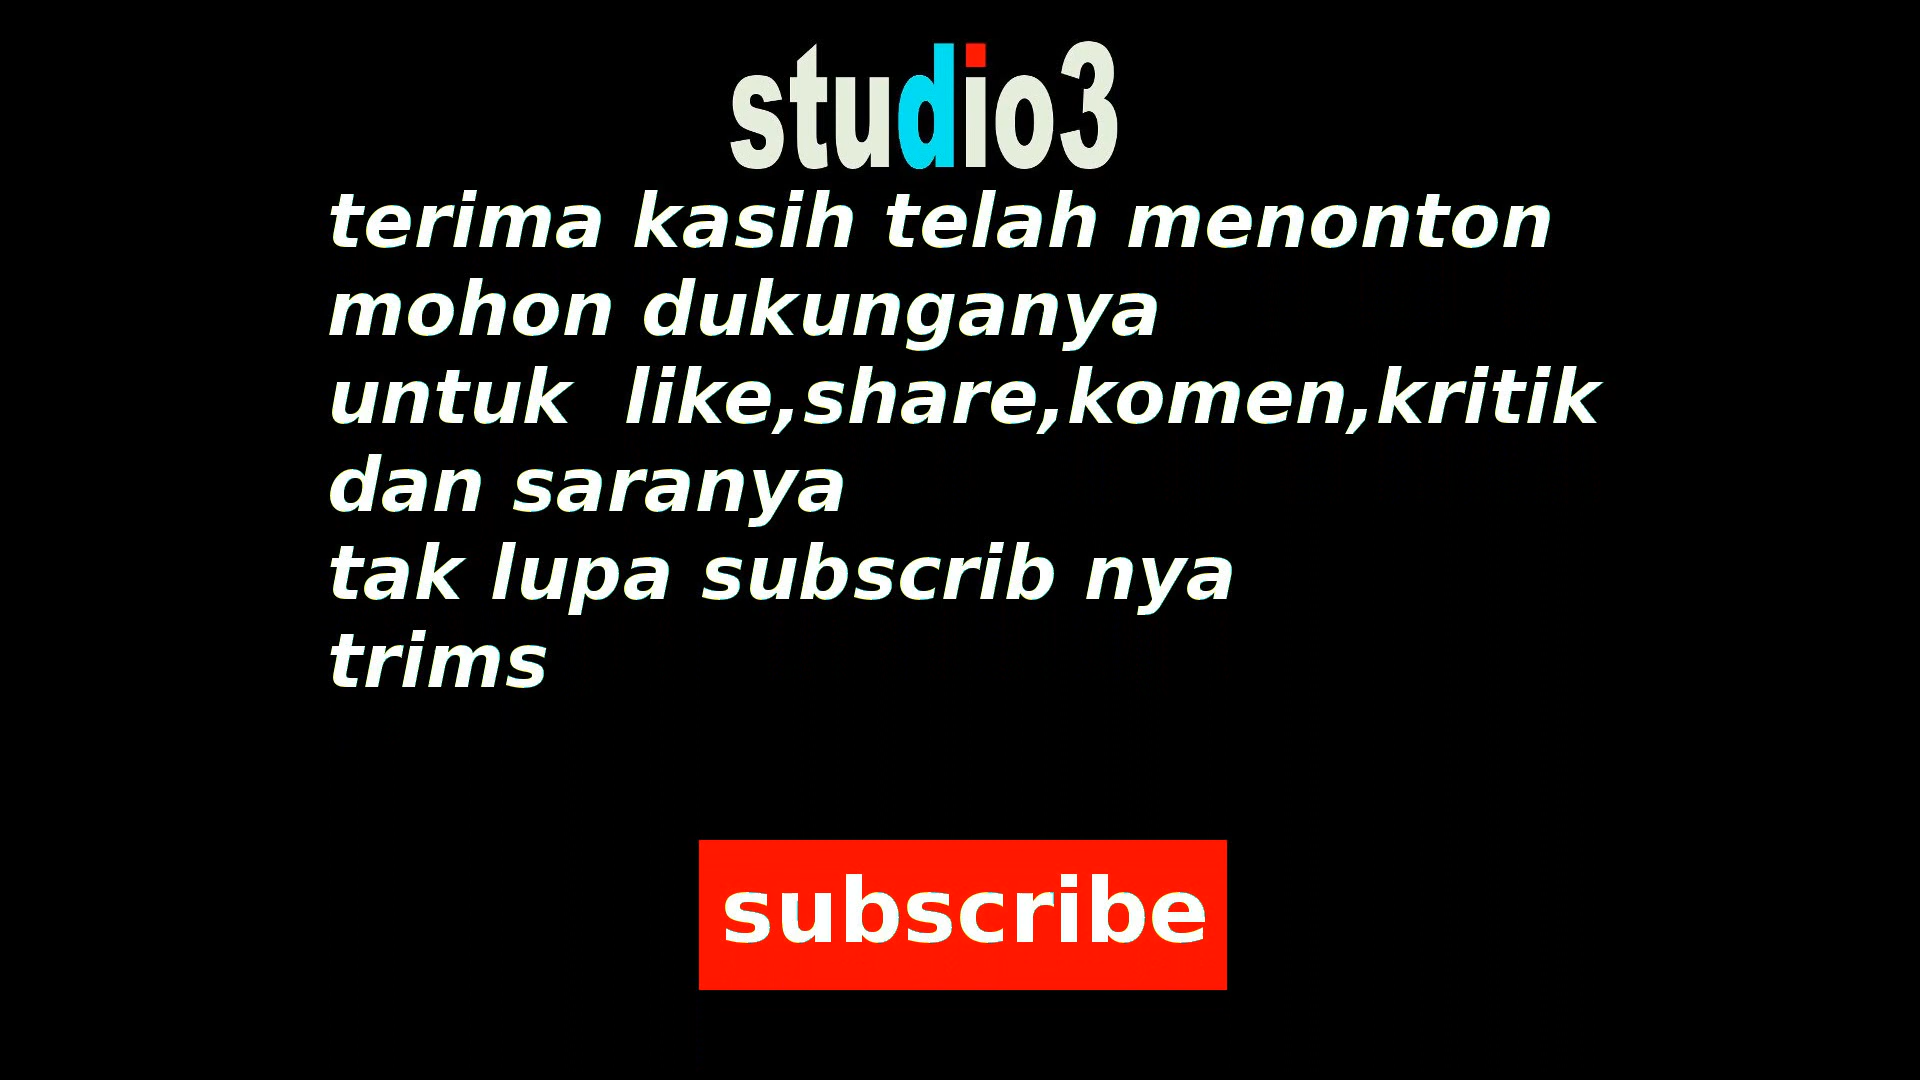 studio3
terima kasih telah menonton
mohon dukunganya
untuk  like,share,komen,kritik
dan saranya
tak lupa subscrib nya
trims
subscribe